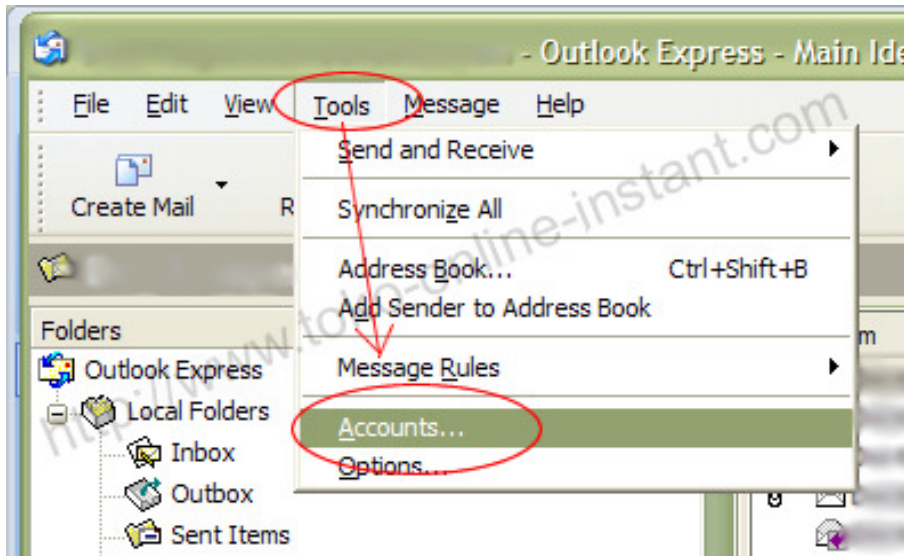 - Outlook Express - Main Ide
File Edit View Tools Message Help
Send and Receive
Create Mail R
Synchronize All
Address Book... Ctrl+Shift+B
Add Sender to Address Book
Folders
m
Outlook Express
Message Rules
Local Folders
Accounts...
Inbox
Options...
Outbox
Sent Items
http://www.toko-online-instant.com